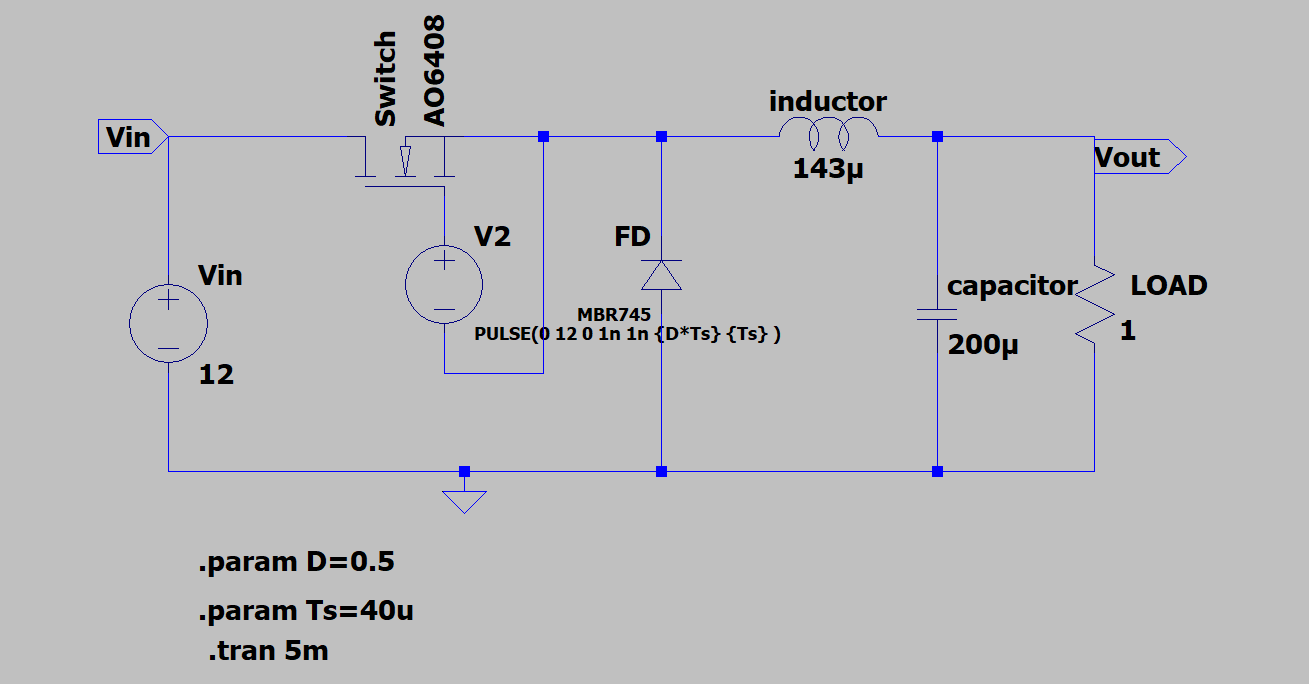 Switch
AO6408
Vin
inductor
143µ
Vout
V2
FD
Vin
12
MBR745
PULSE(0 12 0 1n 1n {D*Ts} {Ts} )
capacitor
200µ
LOAD
1
.param D=0.5
.param Ts=40u
.tran 5m